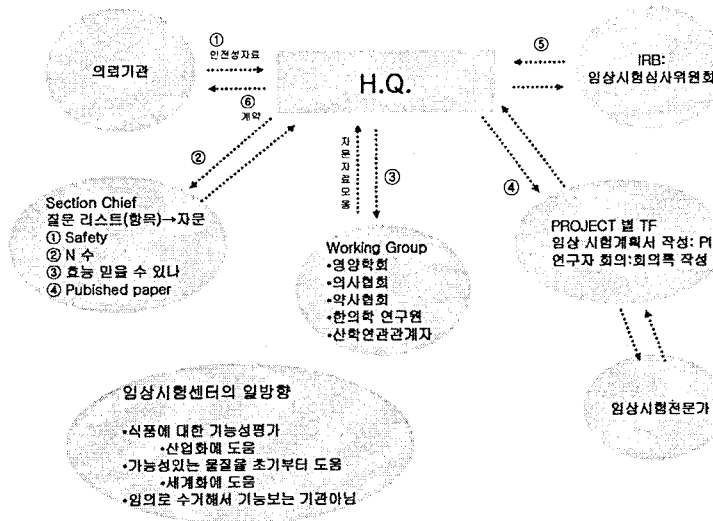 ①
안전성자료
의뢰기관
H.Q.
⑤
IRB:
임상시험심사위원회
⑥
계약
②
자문자료모움
③
④
Section Chief
질문 리스트(항목)→자문
① Safety
② N 수
③ 효능 믿을 수 있나
④ Pubished paper
Working Group
•영양학회
•의사협회
•약사협회
•한의학 연구원
•산학연관관계자
PROJECT 별 TF
임상 시험계획서 작성: PI
연구자 회의:회의록 작성
임상시험전문가
임상시험센터의 일방향
•식품에 대한 기능성평가
•산업화에 도움
•가능성있는 물질을 초기부터 도움
•세계화에 도움
•임의로 수거해서 기능보는 기관아님